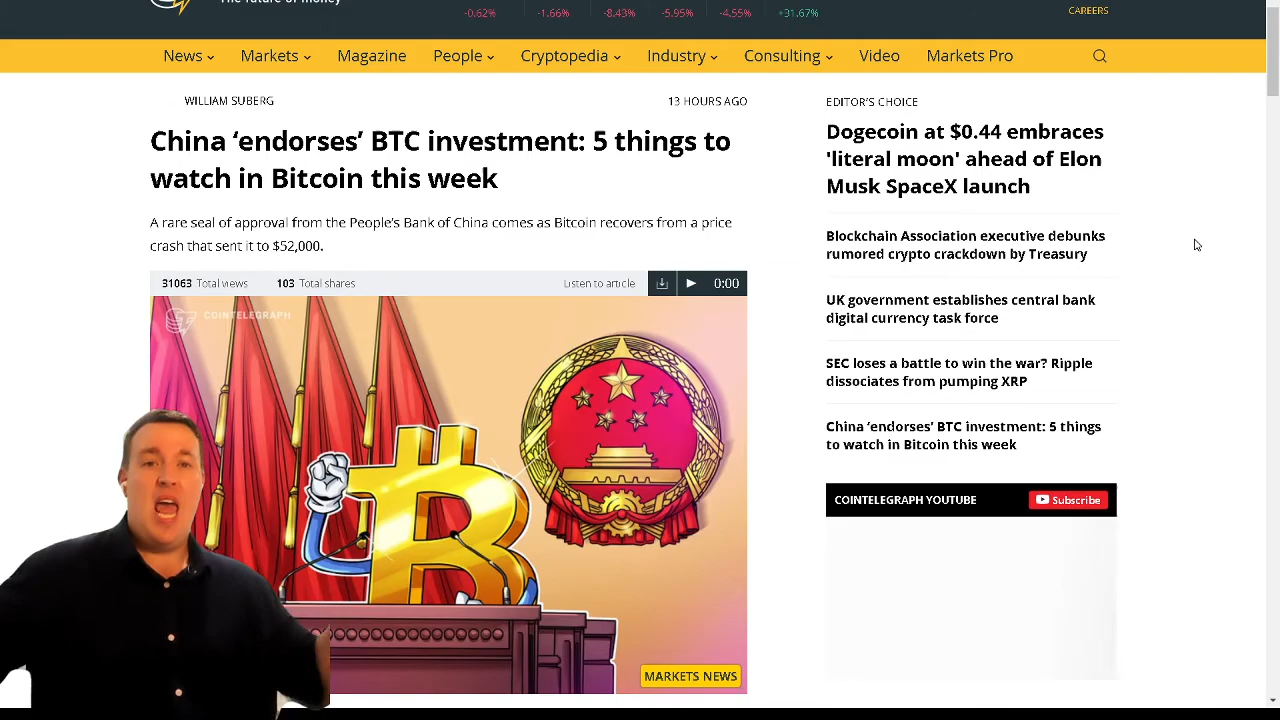 The future of money
-0.62% -1.66% -8.43% -5.95% -4.55% +31.67%
CAREERS
News Markets Magazine People Cryptopedia Industry Consulting Video Markets Pro
WILLIAM SUBERG
13 HOURS AGO
China ‘endorses’ BTC investment: 5 things to
watch in Bitcoin this week
A rare seal of approval from the People’s Bank of China comes as Bitcoin recovers from a price
crash that sent it to $52,000.
31063 Total views 103 Total shares
Listen to article
0:00
COINTELEGRAPH
MARKETS NEWS
EDITOR’S CHOICE
Dogecoin at $0.44 embraces
'literal moon' ahead of Elon
Musk SpaceX launch
Blockchain Association executive debunks
rumored crypto crackdown by Treasury
UK government establishes central bank
digital currency task force
SEC loses a battle to win the war? Ripple
dissociates from pumping XRP
China ‘endorses’ BTC investment: 5 things
to watch in Bitcoin this week
COINTELEGRAPH YOUTUBE
Subscribe